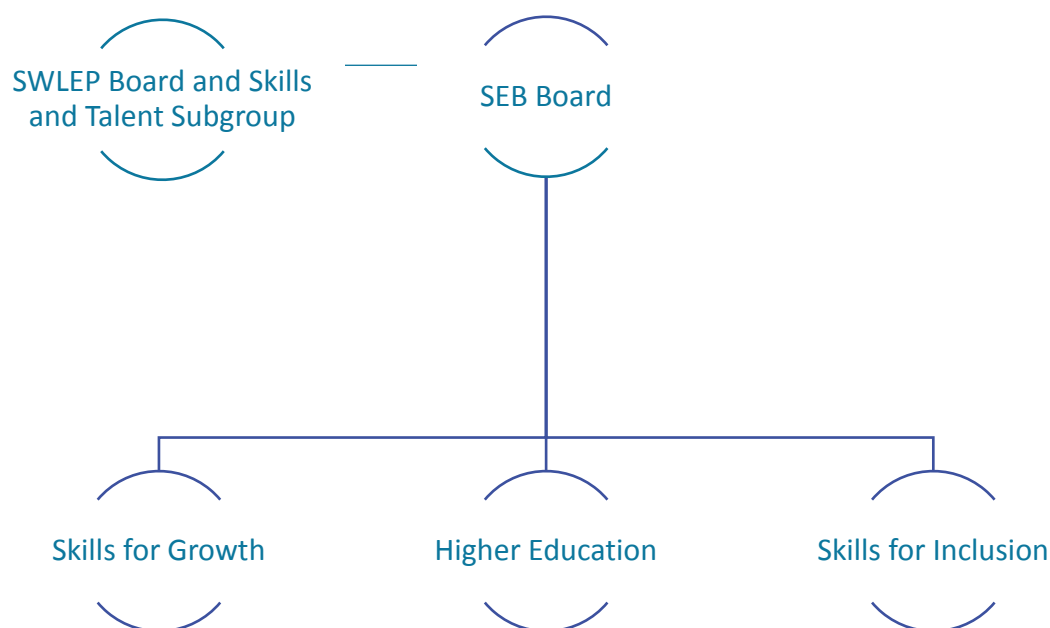 SWLEP Board and Skills
and Talent Subgroup
SEB Board
Skills for Growth
Higher Education
Skills for Inclusion